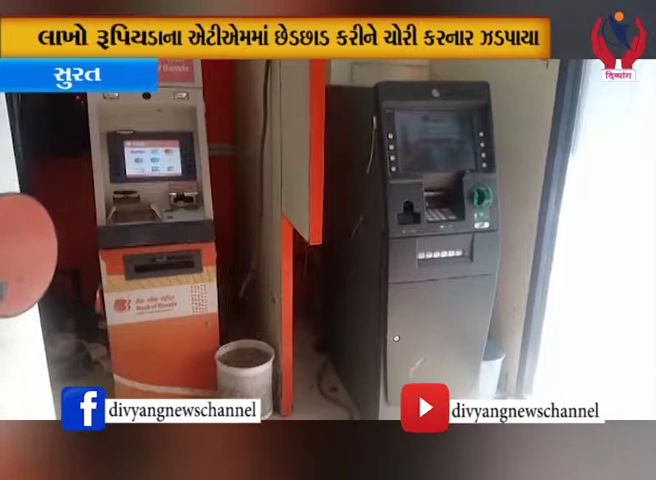 લાખો રૂપિયાના એટીએમમાં છેડછાડ કરીને ચોરી કરનાર ઝડપાયા
दिव्यांग
સુરત
Bank of Baroda
divyangnewschannel
divyangnewschannel